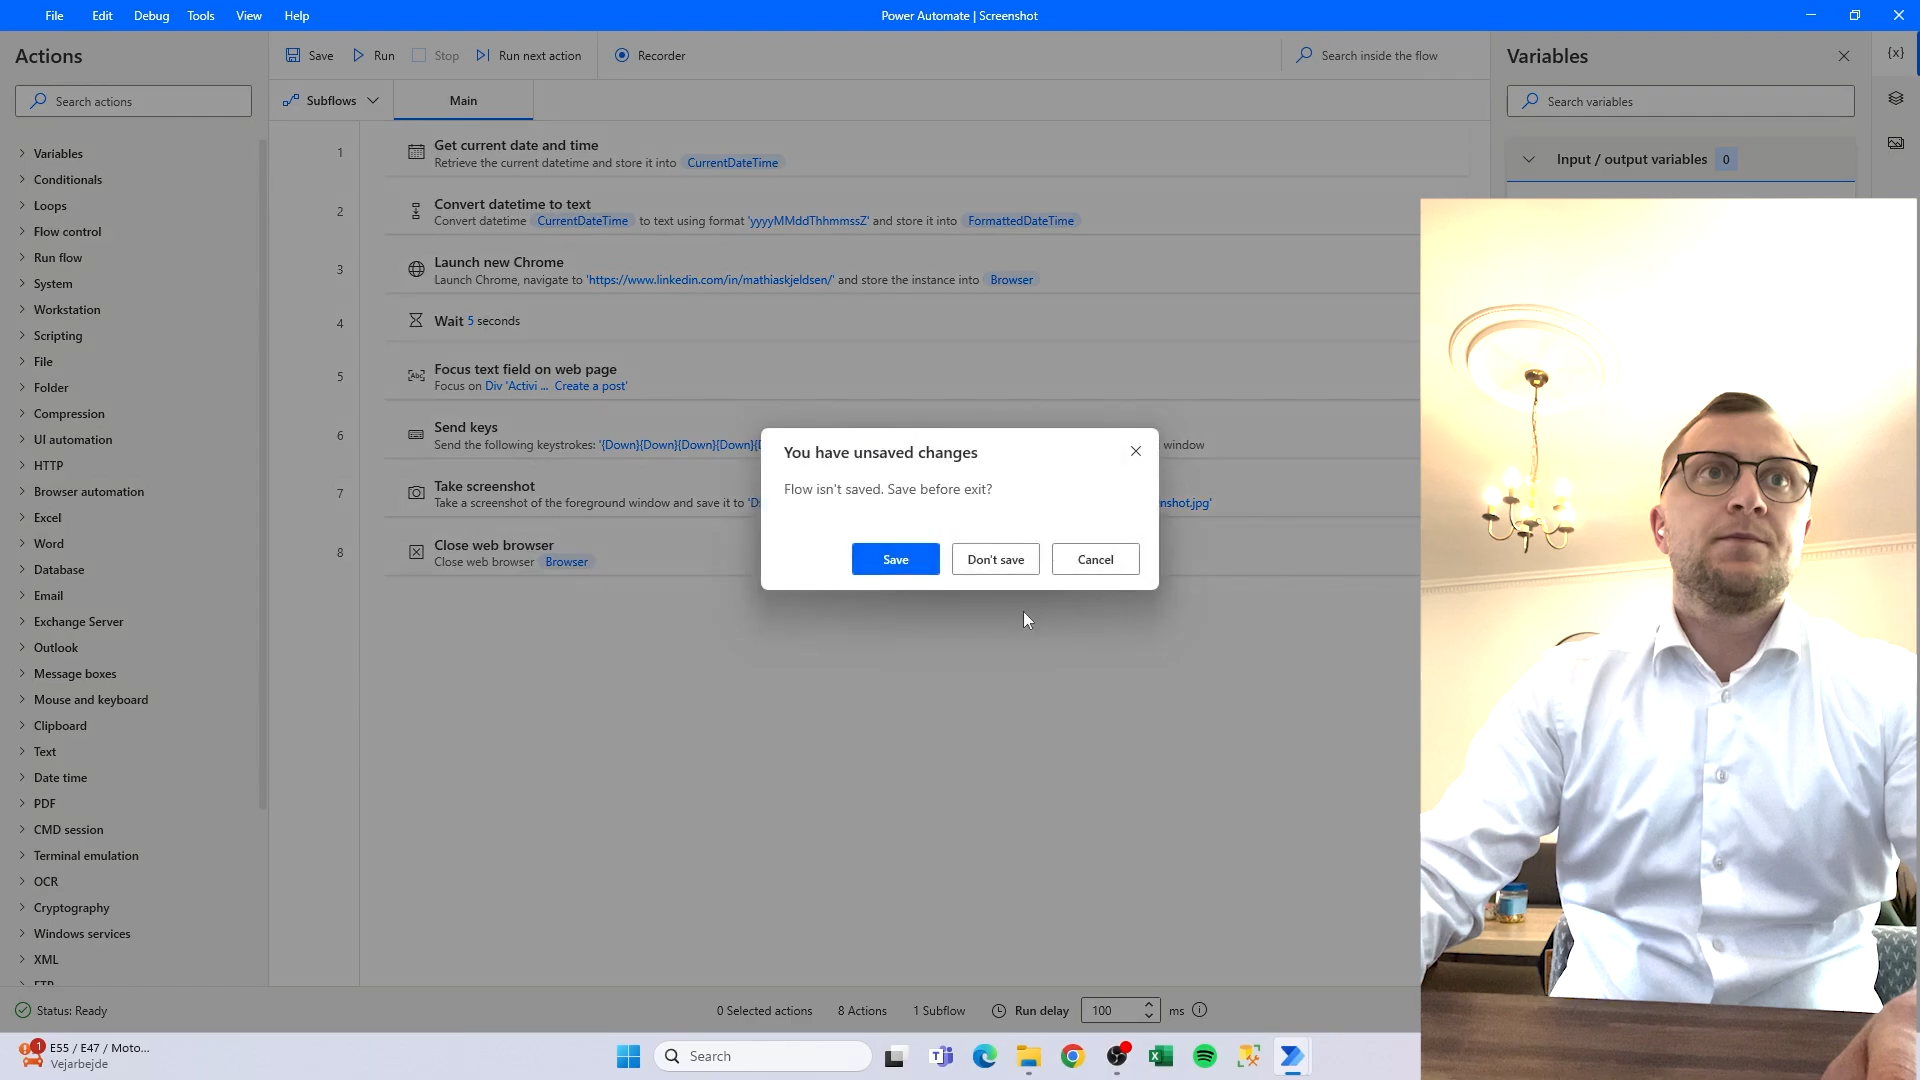 File Edit Debug Tools View Help
Power Automate | Screenshot
Actions
Search actions
Variables
Conditionals
Loops
Flow control
Run flow
System
Workstation
Scripting
File
Folder
Compression
UI automation
HTTP
Browser automation
Excel
Word
Database
Email
Exchange Server
Outlook
Message boxes
Mouse and keyboard
Clipboard
Text
Date time
PDF
CMD session
Terminal emulation
OCR
Cryptography
Windows services
XML
Save Run Stop Run next action Recorder
Search inside the flow
Subflows Main
1 Get current date and time
Retrieve the current datetime and store it into CurrentDateTime
2 Convert datetime to text
Convert datetime CurrentDateTime to text using format 'yyyyMMddThhmmssZ' and store it into FormattedDateTime
3 Launch new Chrome
Launch Chrome, navigate to 'https://www.linkedin.com/in/mathiaskjeldsen/' and store the instance into Browser
4 Wait 5 seconds
5 Focus text field on web page
Focus on Div 'Activi ... Create a post'
6 Send keys
Send the following keystrokes: '{Down}{Down}{Down}{Down}{ window
7 Take screenshot
Take a screenshot of the foreground window and save it to nshot.jpg'
8 Close web browser
Close web browser Browser
You have unsaved changes
Flow isn't saved. Save before exit?
Save Don't save Cancel
Variables
{x}
Search variables
Input / output variables 0
Status: Ready
0 Selected actions 8 Actions 1 Subflow Run delay 100 ms
1 E55 / E47 / Moto...
Vejarbejde
Search